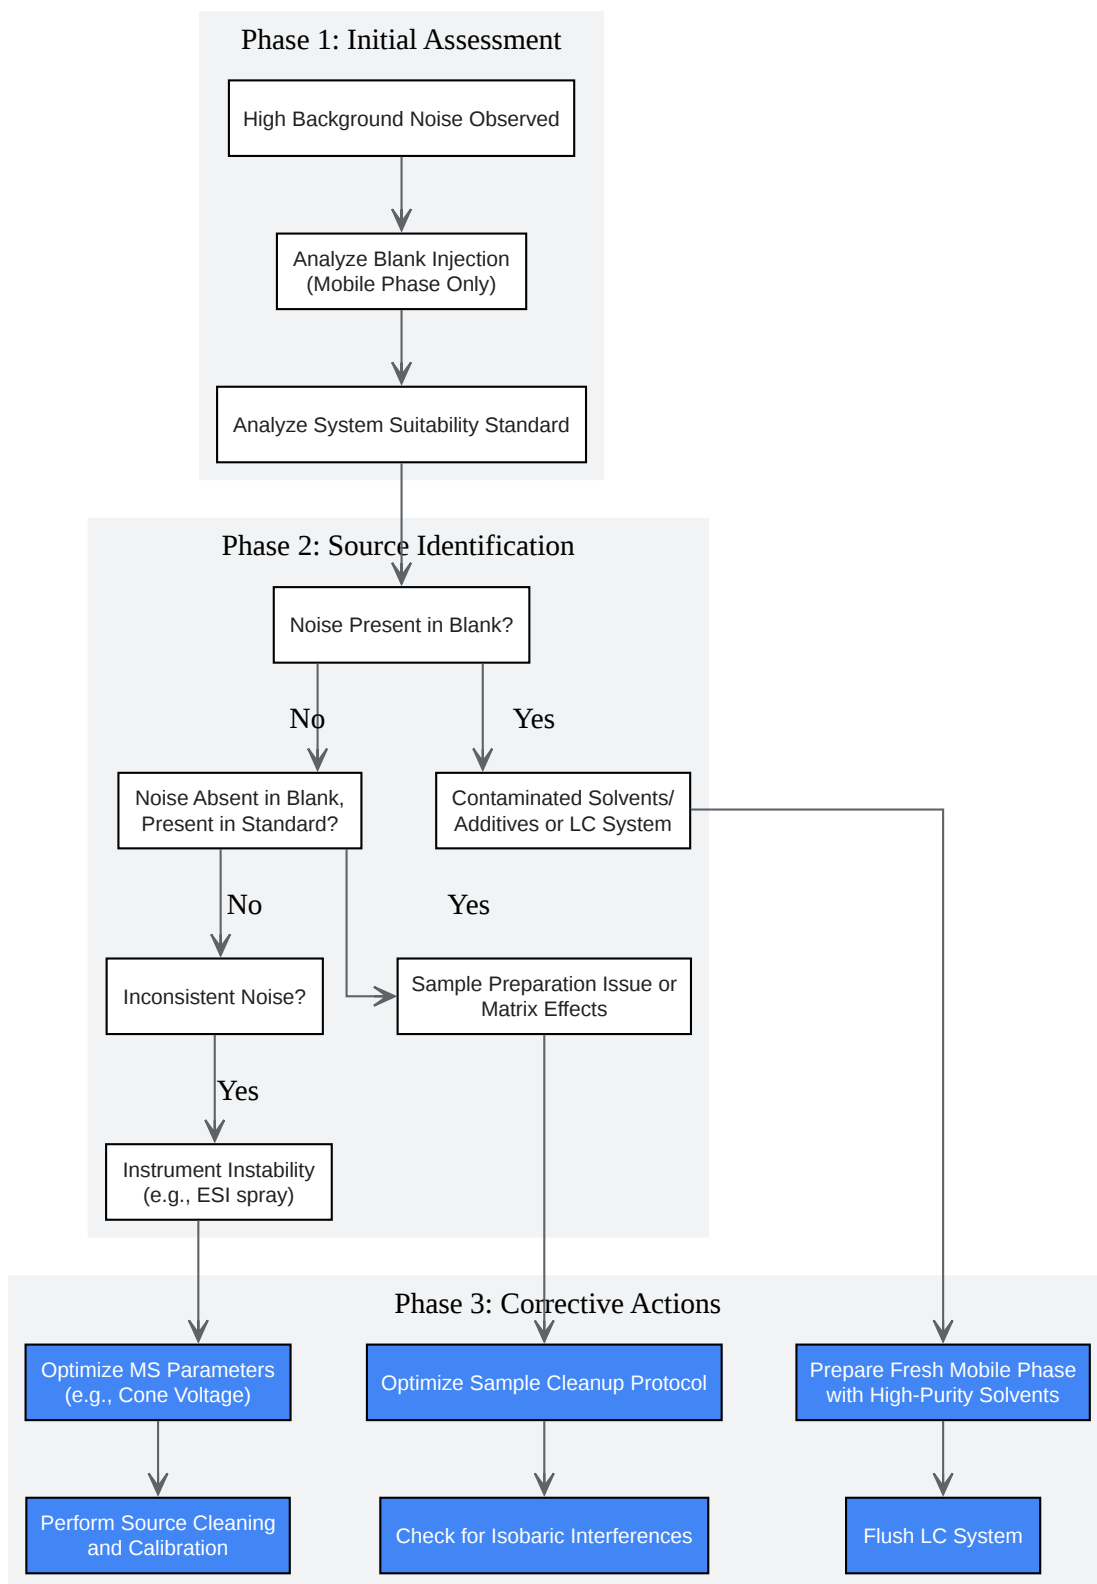 Phase 1: Initial Assessment
High Background Noise Observed
Analyze Blank Injection
(Mobile Phase Only)
Analyze System Suitability Standard
Phase 2: Source Identification
Noise Present in Blank?
No
Yes
Noise Absent in Blank,
Present in Standard?
Contaminated Solvents/
Additives or LC System
No
Yes
Inconsistent Noise?
Sample Preparation Issue or
Matrix Effects
Yes
Instrument Instability
(e.g., ESI spray)
Phase 3: Corrective Actions
Optimize MS Parameters
(e.g., Cone Voltage)
Optimize Sample Cleanup Protocol
Prepare Fresh Mobile Phase
with High-Purity Solvents
Perform Source Cleaning
and Calibration
Check for Isobaric Interferences
Flush LC System